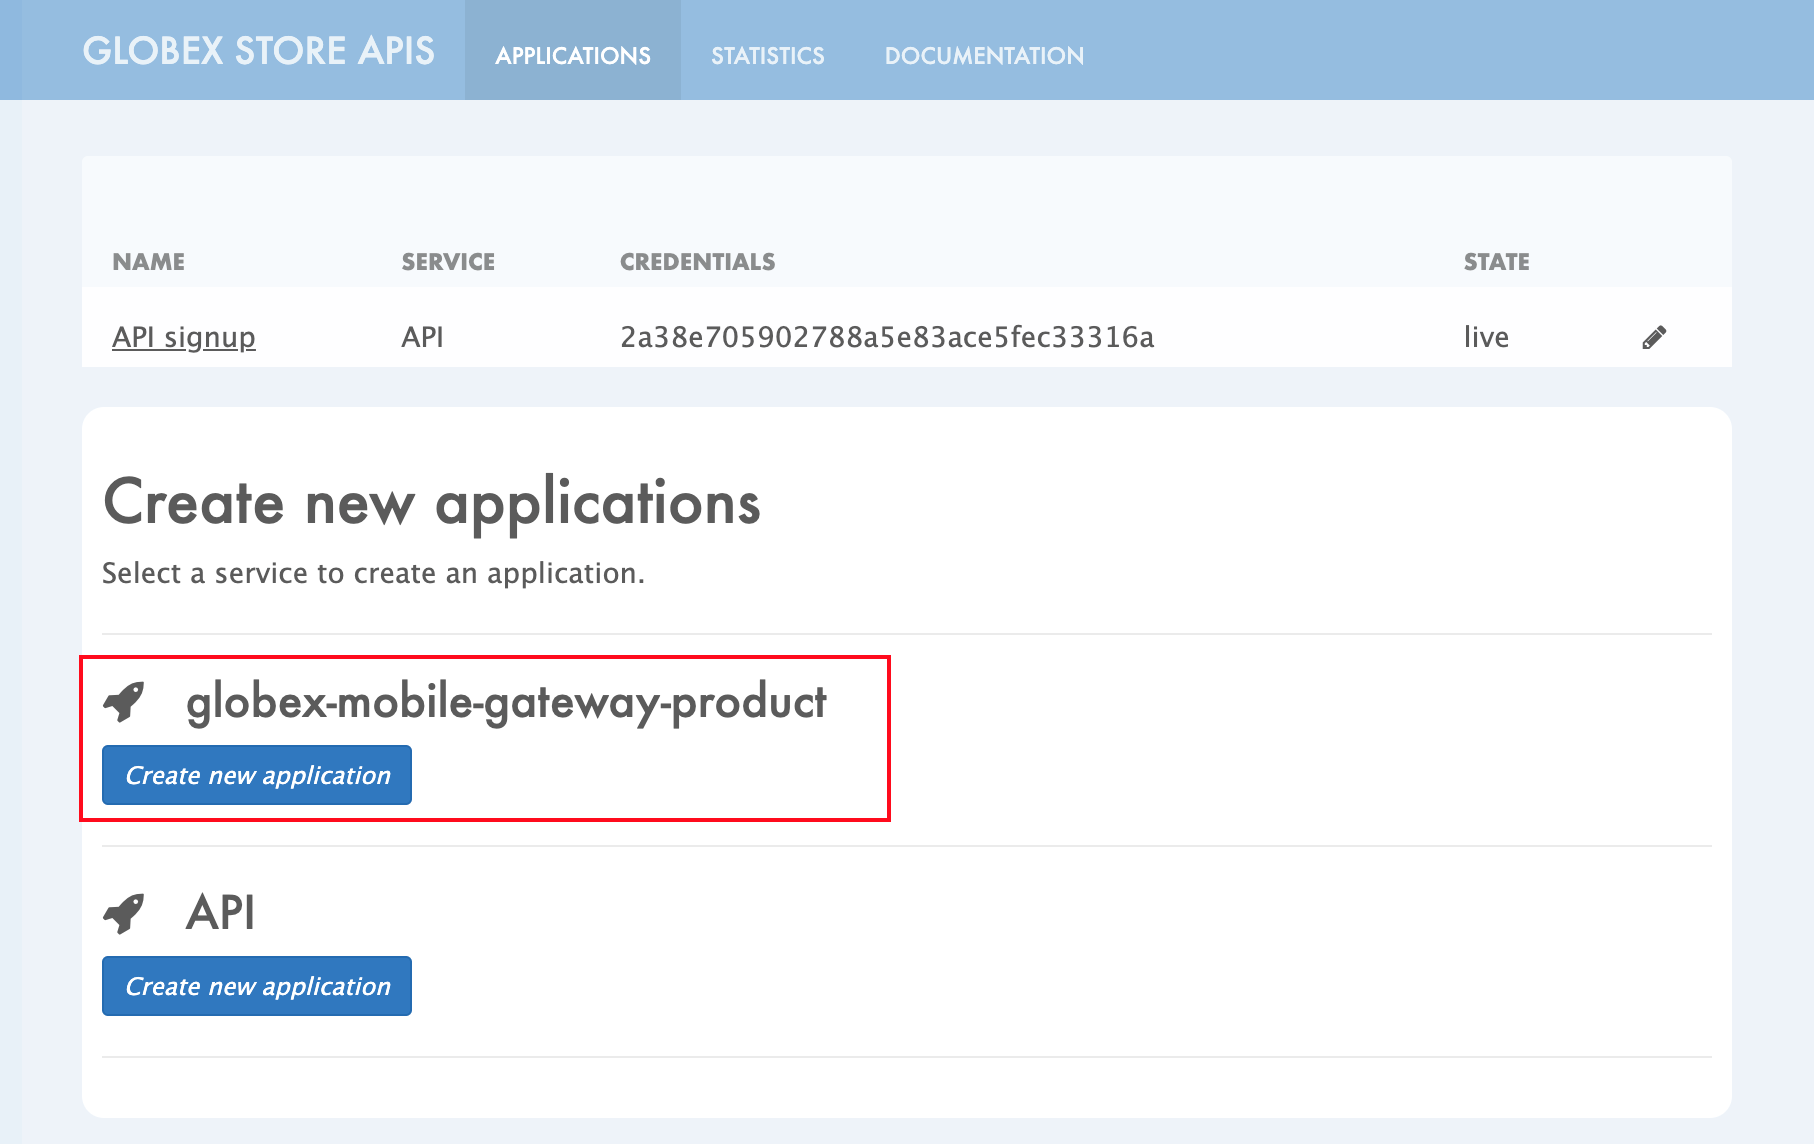 GLOBEX STORE APIS APPLICATIONS STATISTICS DOCUMENTATION
NAME SERVICE CREDENTIALS STATE
API signup API 2a38e705902788a5e83ace5fec33316a live
Create new applications
Select a service to create an application.
globex-mobile-gateway-product
Create new application
API
Create new application